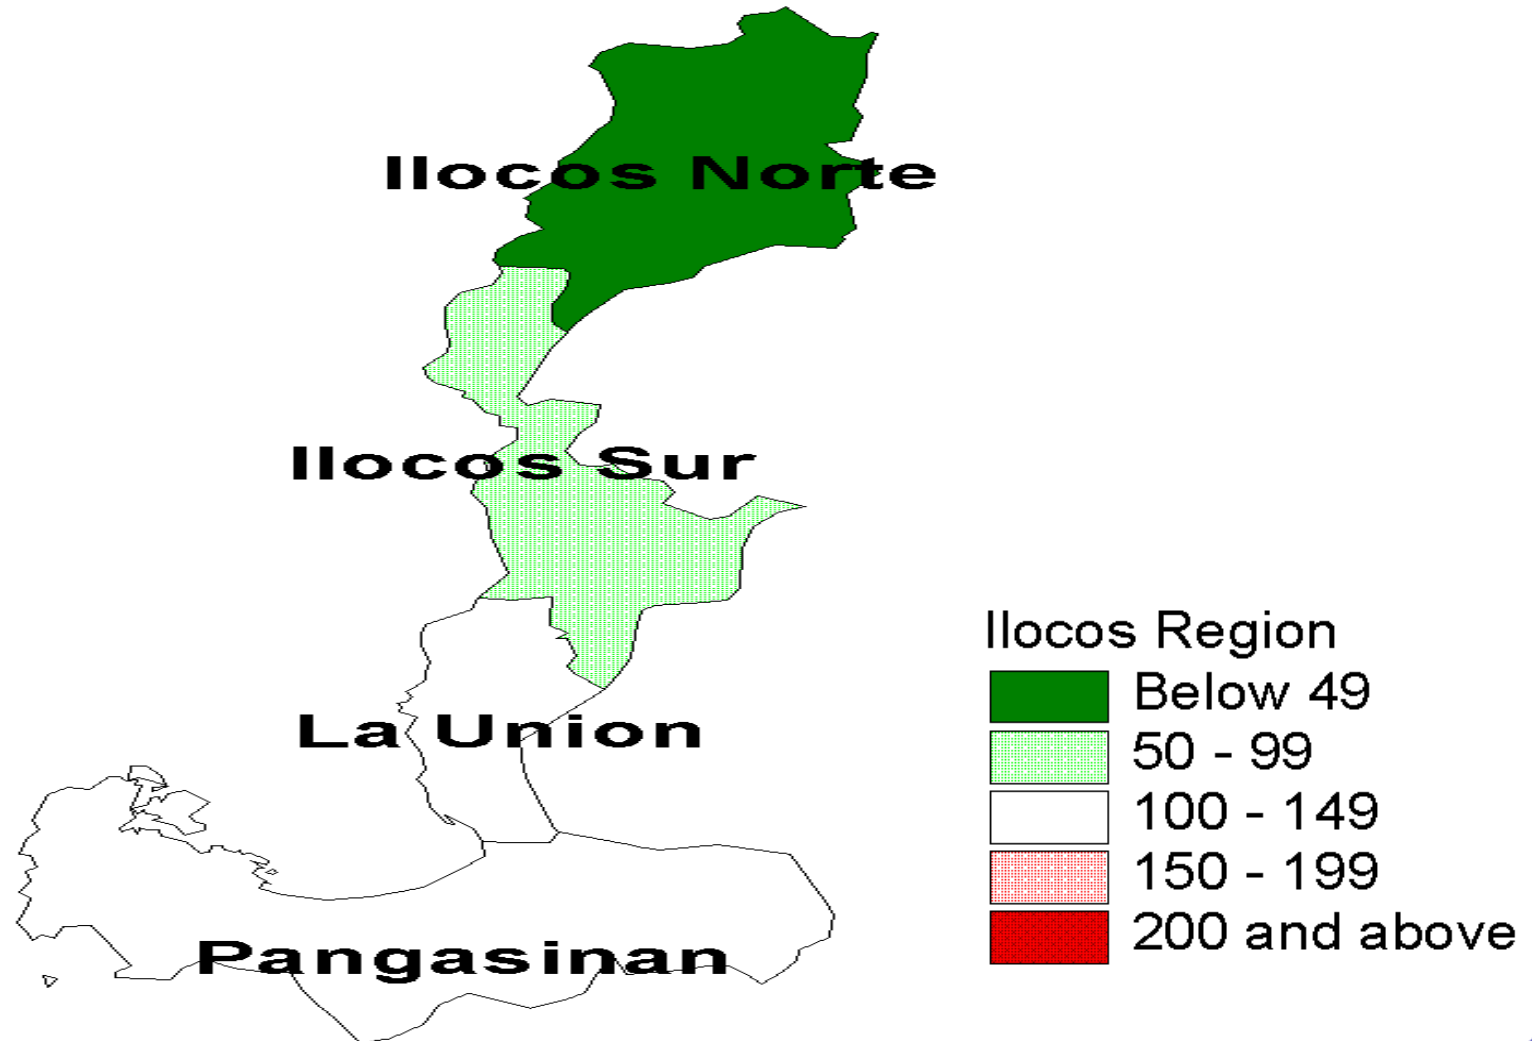 Ilocos Norte
Ilocos Sur
La Union
Pangasinan
Ilocos Region
Below 49
50 - 99
100 - 149
150 - 199
200 and above